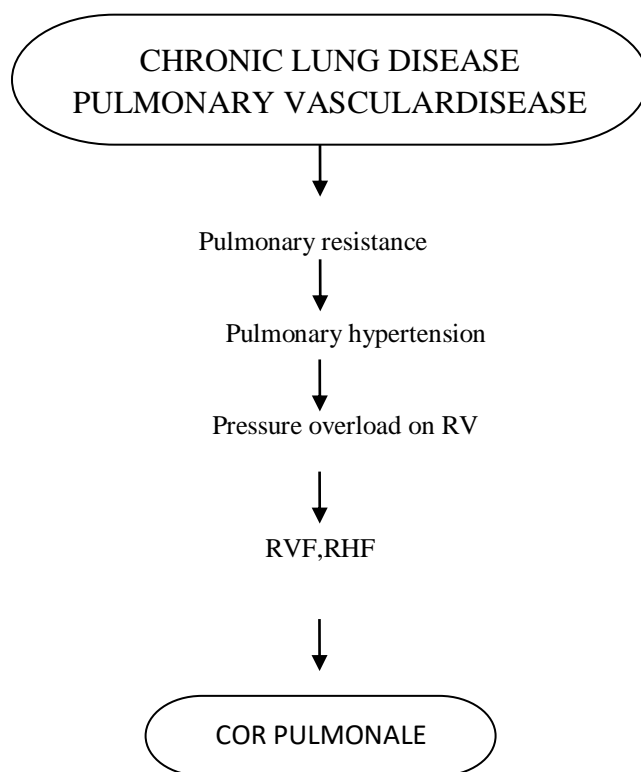 CHRONIC LUNG DISEASE
PULMONARY VASCULARDISEASE
Pulmonary resistance
Pulmonary hypertension
Pressure overload on RV
RVF,RHF
COR PULMONALE